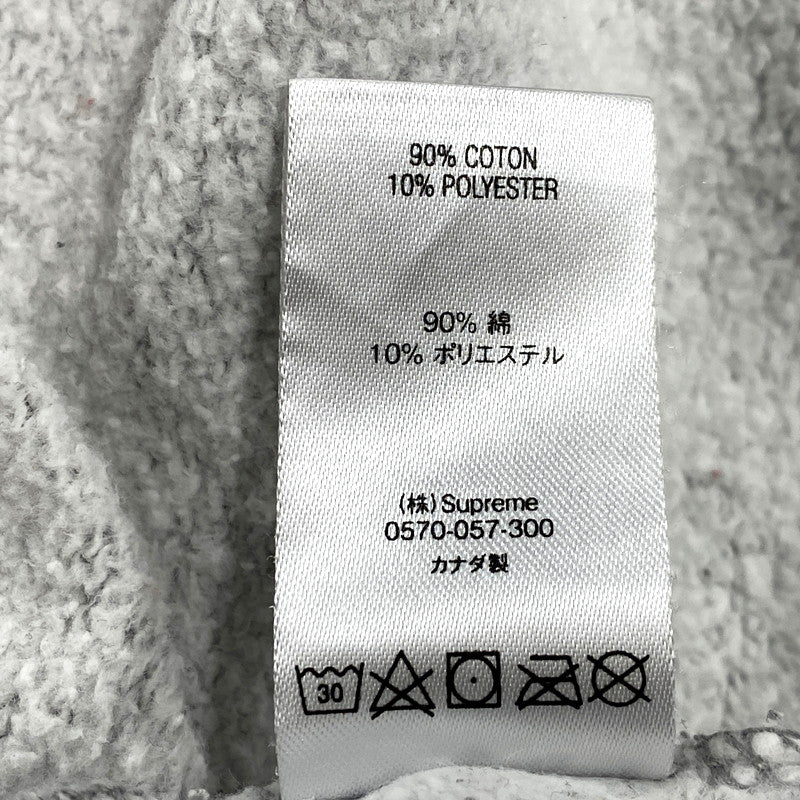 90% COTON
10% POLYESTER
90% 綿
10% ポリエステル
(株)Supreme
0570-057-300
カナダ製
30